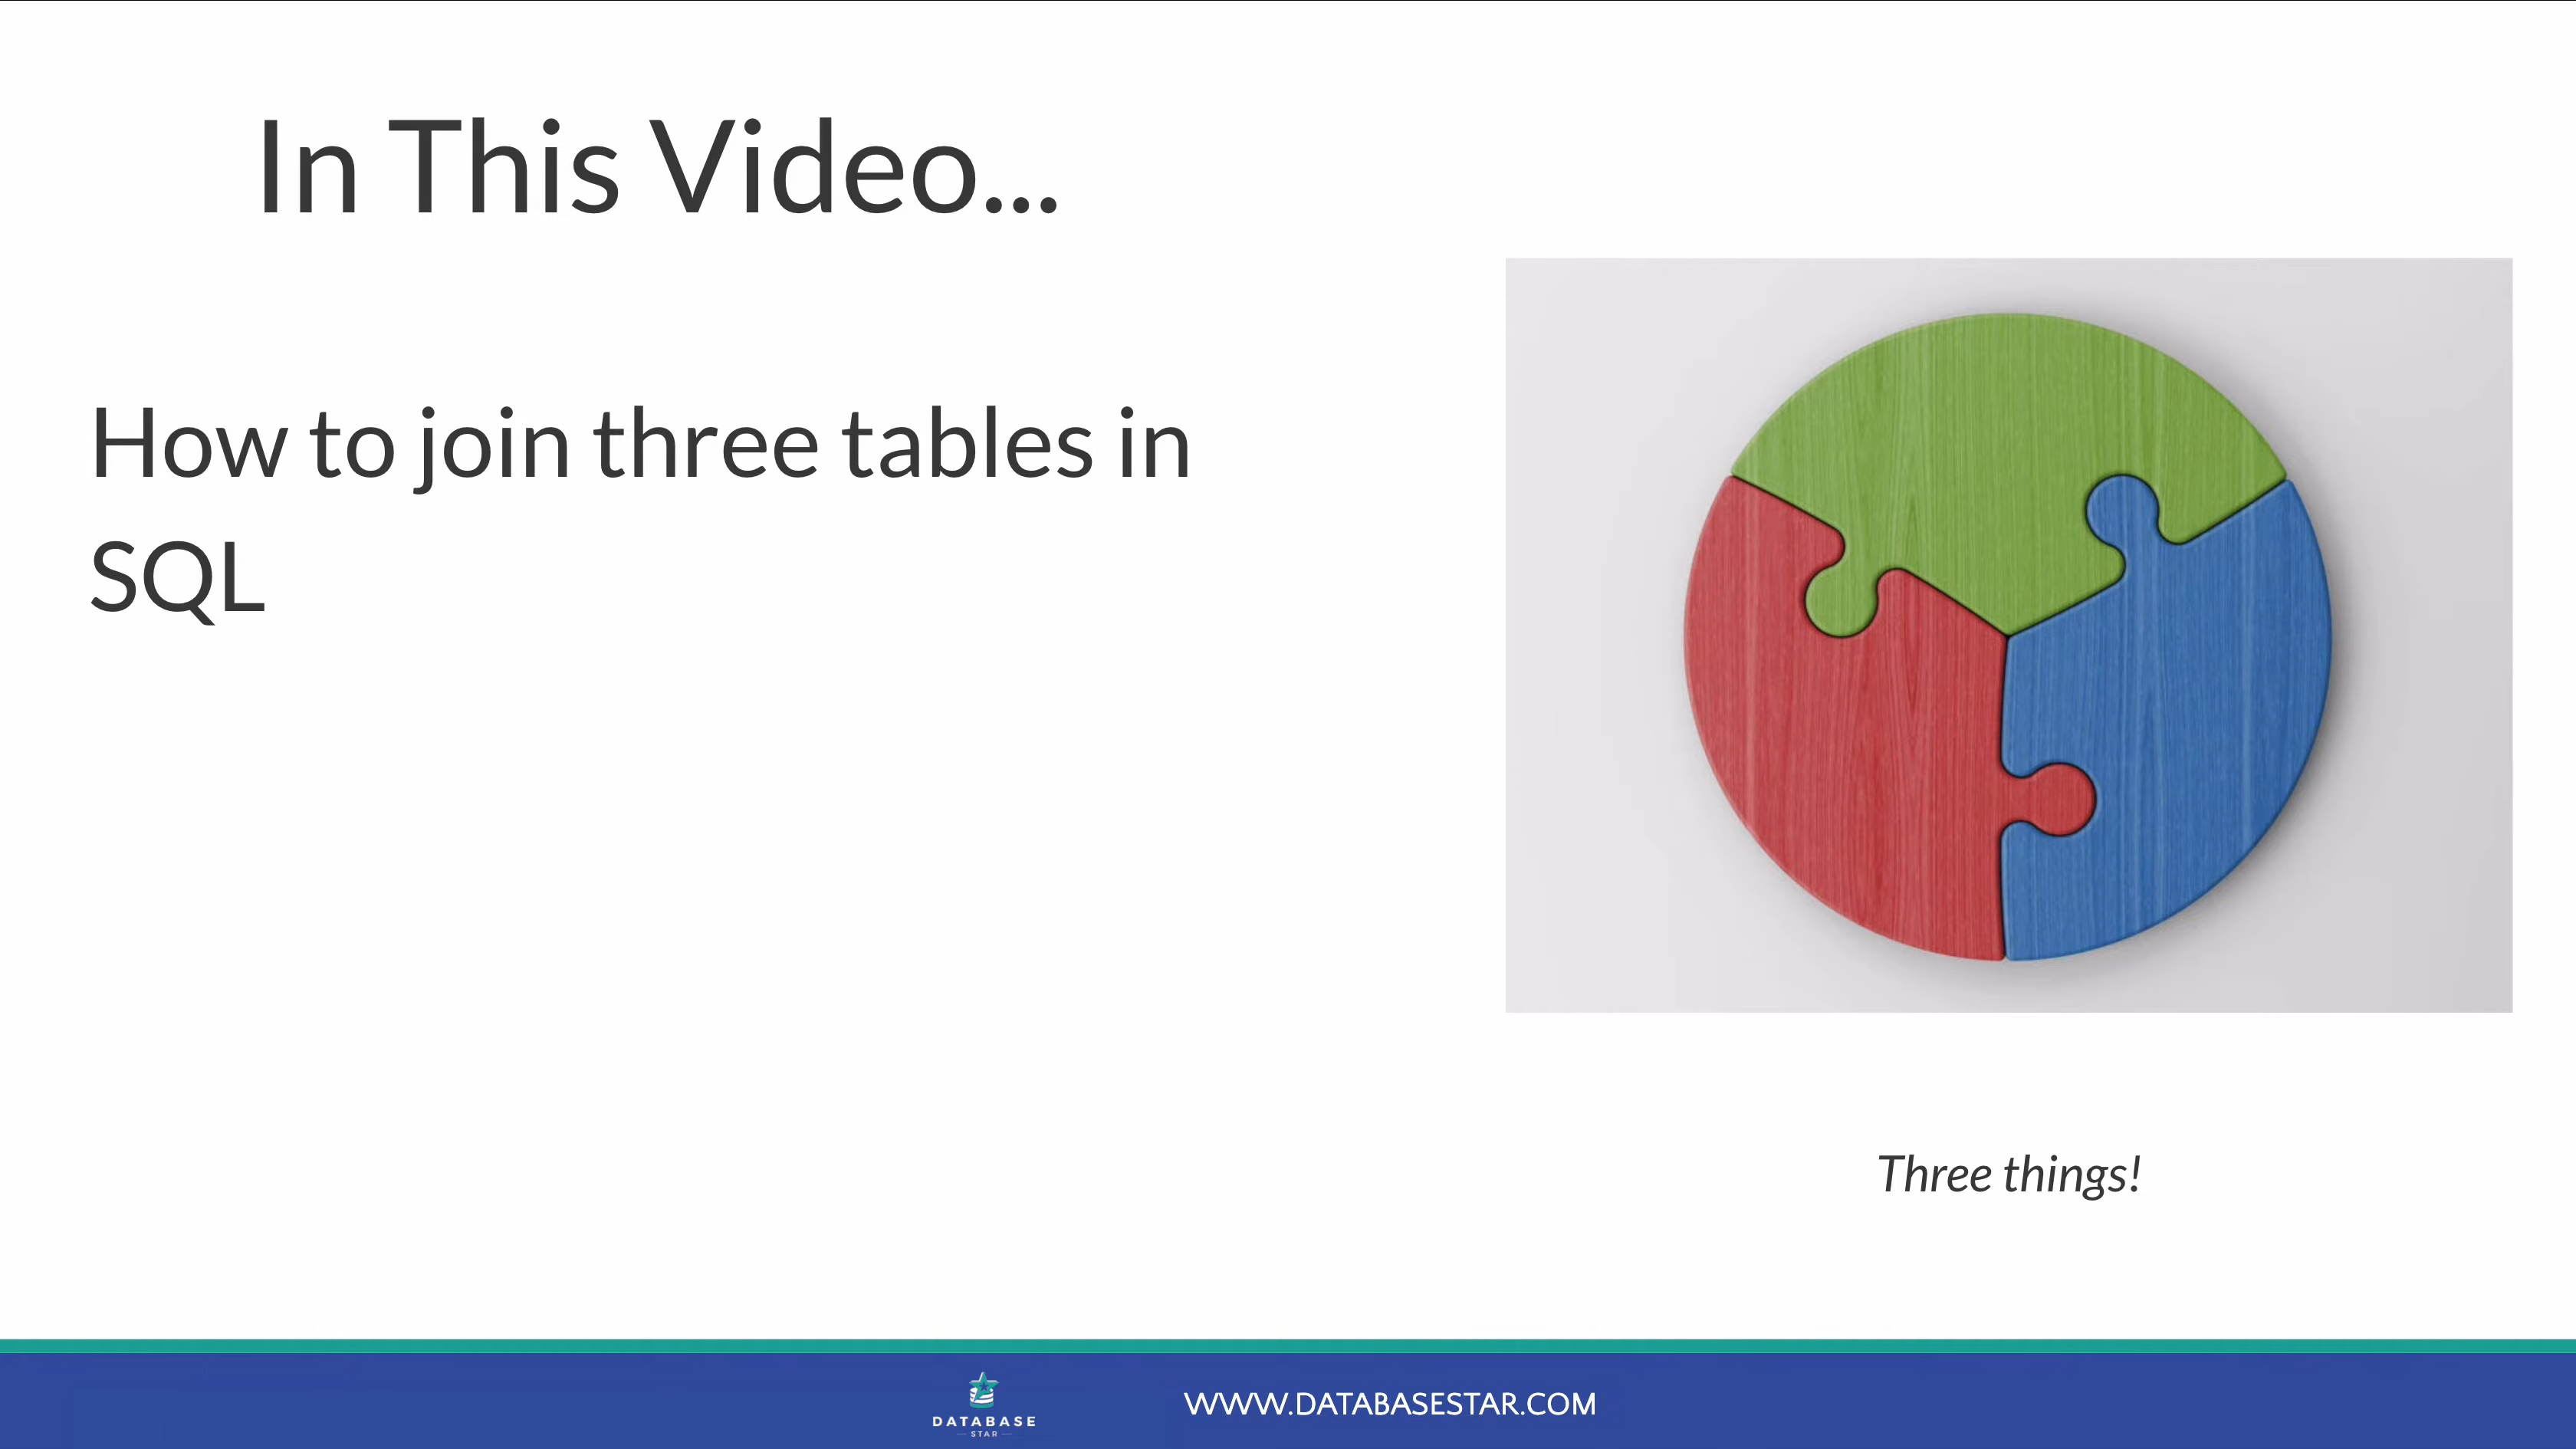 In This Video...
How to join three tables in
SQL
Three things!
DATABASE
STAR
WWW.DATABASESTAR.COM